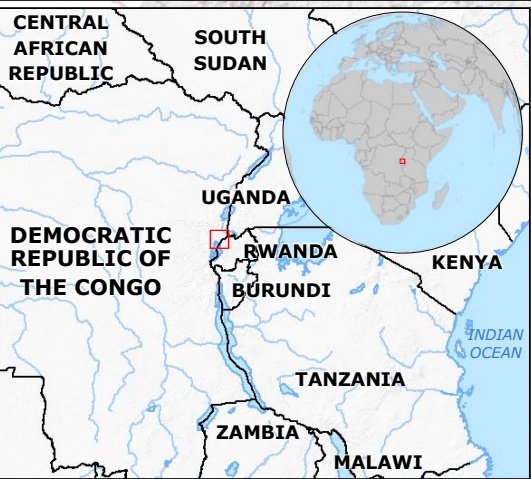 CENTRAL
AFRICAN
REPUBLIC
SOUTH
SUDAN
UGANDA
DEMOCRATIC
REPUBLIC OF
THE CONGO
RWANDA
KENYA
BURUNDI
INDIAN
OCEAN
TANZANIA
ZAMBIA
MALAWI